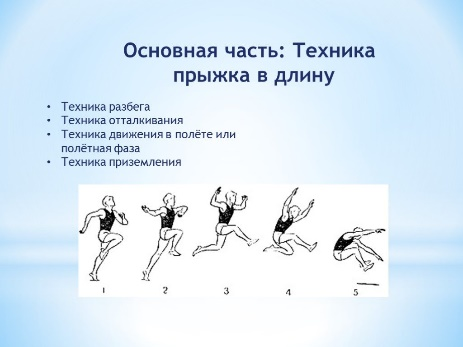 Основная часть: Техника
прыжка в длину
• Техника разбега
• Техника отталкивания
• Техника движения в полёте или
полётная фаза
• Техника приземления
1 2 3 4 5